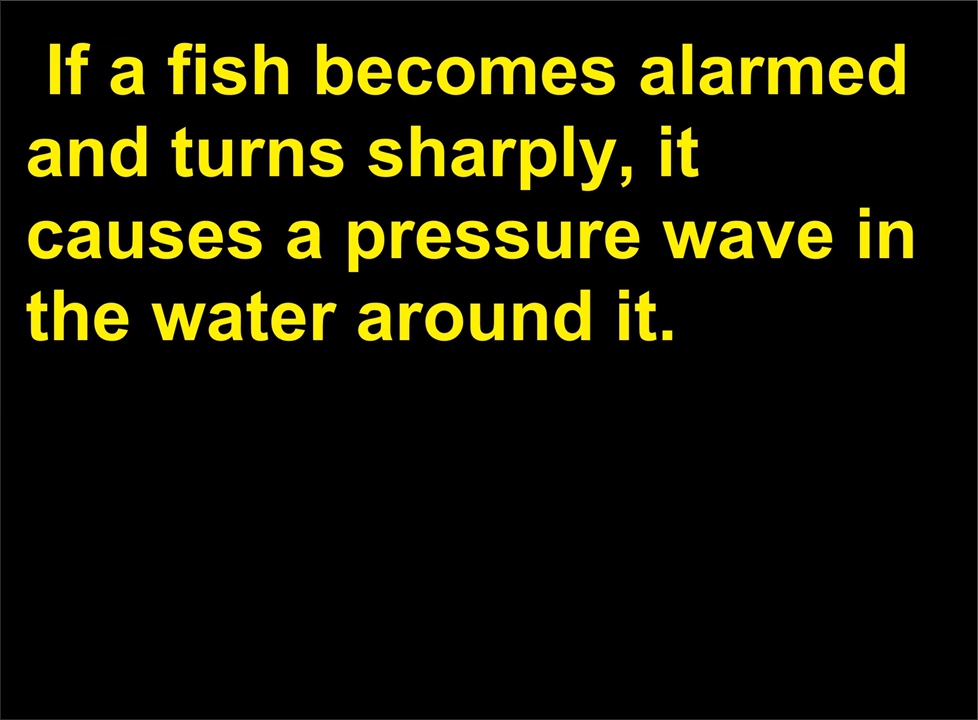 If a fish becomes alarmed
and turns sharply, it
causes a pressure wave in
the water around it.